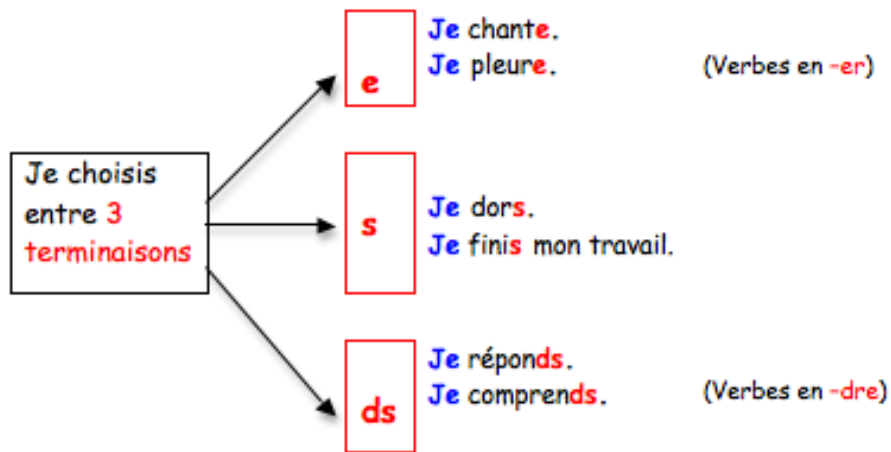 Je choisis
entre 3
terminaisons
e
Je chante.
Je pleure. (Verbes en -er)
s
Je dors.
Je finis mon travail.
ds
Je réponds.
Je comprends. (Verbes en -dre)